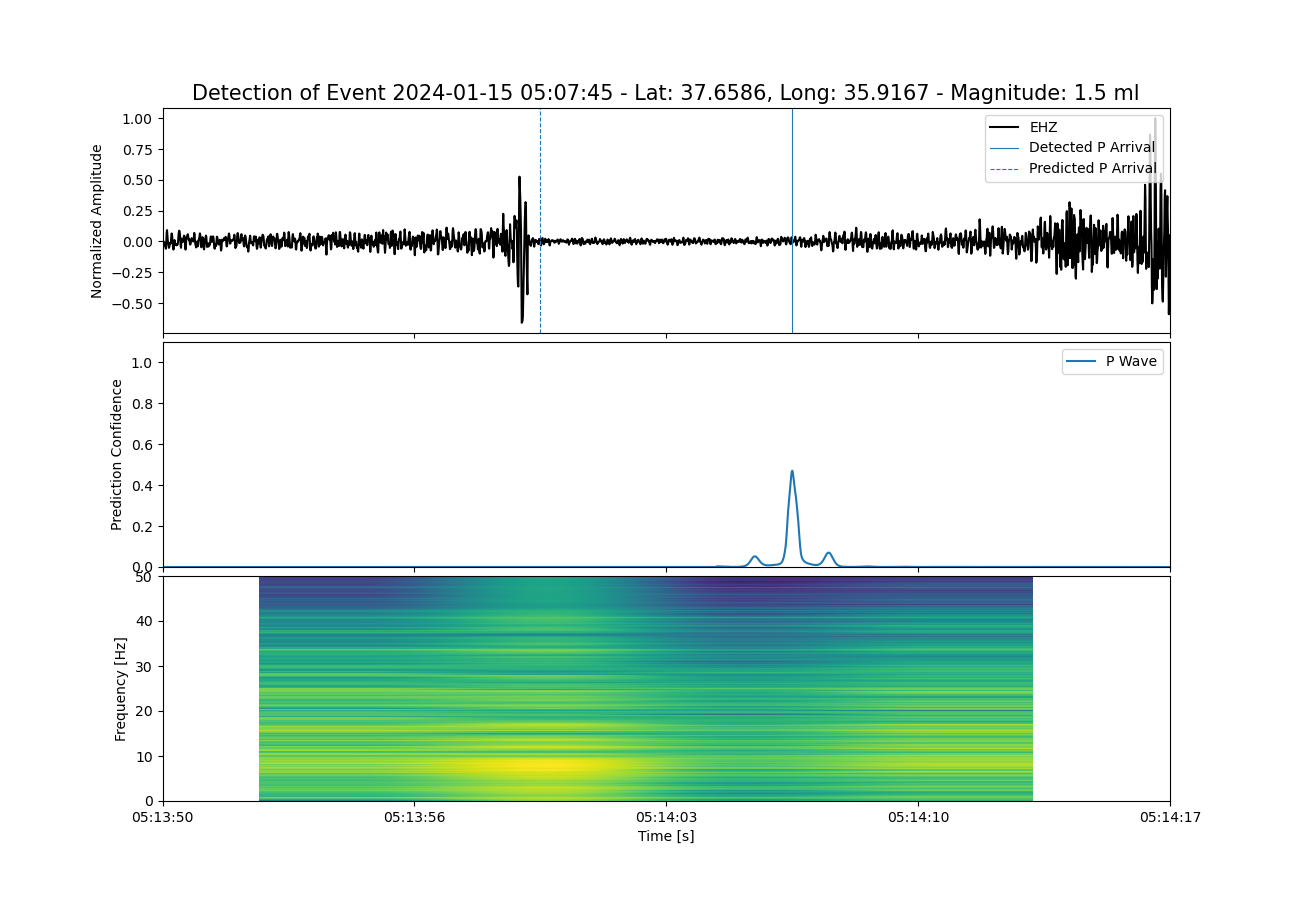 Detection of Event 2024-01-15 05:07:45 - Lat: 37.6586, Long: 35.9167 - Magnitude: 1.5 ml
Normalized Amplitude
1.00
0.75
0.50
0.25
0.00
−0.25
−0.50
EHZ
Detected P Arrival
Predicted P Arrival
Prediction Confidence
1.0
0.8
0.6
0.4
0.2
0.0
P Wave
Frequency [Hz]
50
40
30
20
10
0
05:13:50
05:13:56
05:14:03
05:14:10
05:14:17
Time [s]